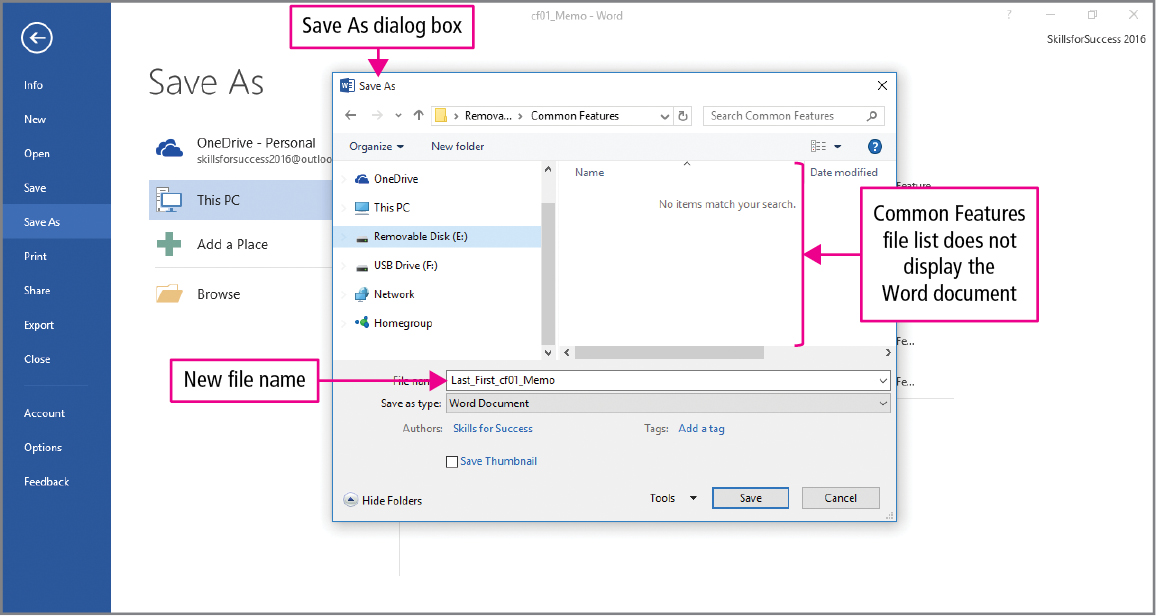 Save As dialog box
cf01_Memo - Word
?
SkillsforSuccess 2016
Info
New
Open
Save
Save As
Print
Share
Export
Close
Account
Options
Feedback
Save As
OneDrive - Personal
skillsforsuccess2016@outloo
This PC
Add a Place
Browse
Save As
Remova... > Common Features
Search Common Features
Organize
New folder
?
OneDrive
This PC
Removable Disk (E:)
USB Drive (F:)
Network
Homegroup
Name
Date modified
No items match your search.
Feature
Common Features
file list does not
display the
Word document
Fe...
Fe...
New file name
File name: Last_First_cf01_Memo
Save as type: Word Document
Authors: Skills for Success
Tags: Add a tag
Save Thumbnail
Hide Folders
Tools
Save
Cancel